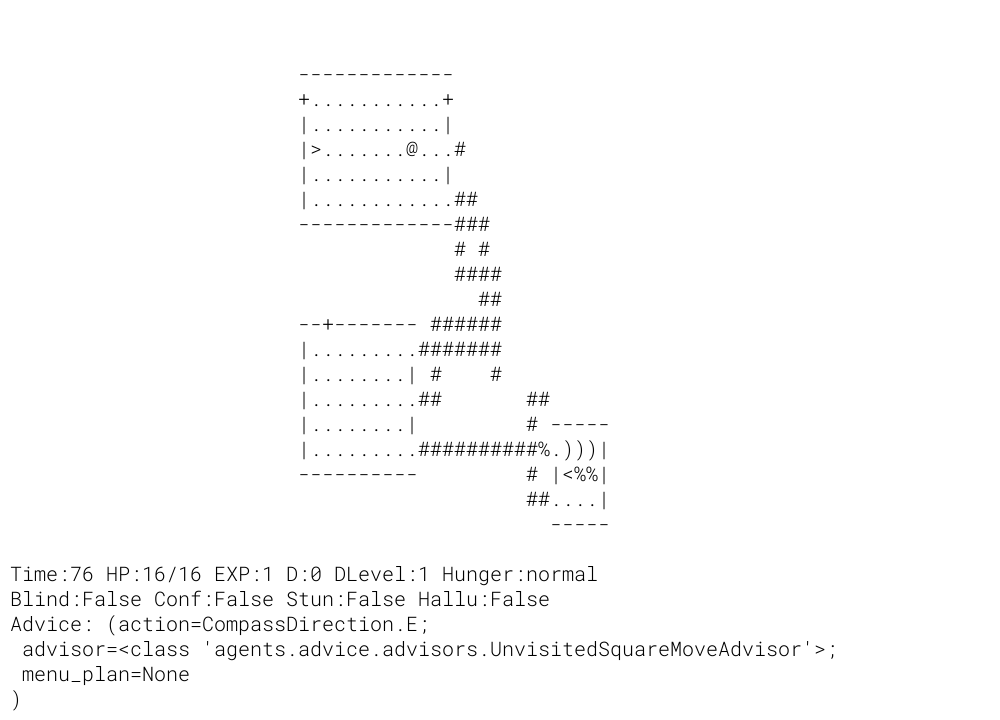 -------------
                        +...........+
                        |...........|
                        |>.......@...#
                        |...........|
                        |............##
                        -------------###
                                     # #
                                     ####
                                       ##
                        --+------- ######
                        |.........#######
                        |........| #    #
                        |.........##       ##
                        |........|         # -----
                        |.........##########%.)))|
                        ----------         # |<%%|
                                           ##....|
                                             -----
Time:76 HP:16/16 EXP:1 D:0 DLevel:1 Hunger:normal
Blind:False Conf:False Stun:False Hallu:False
Advice: (action=CompassDirection.E;
 advisor=<class 'agents.advice.advisors.UnvisitedSquareMoveAdvisor'>;
 menu_plan=None
)